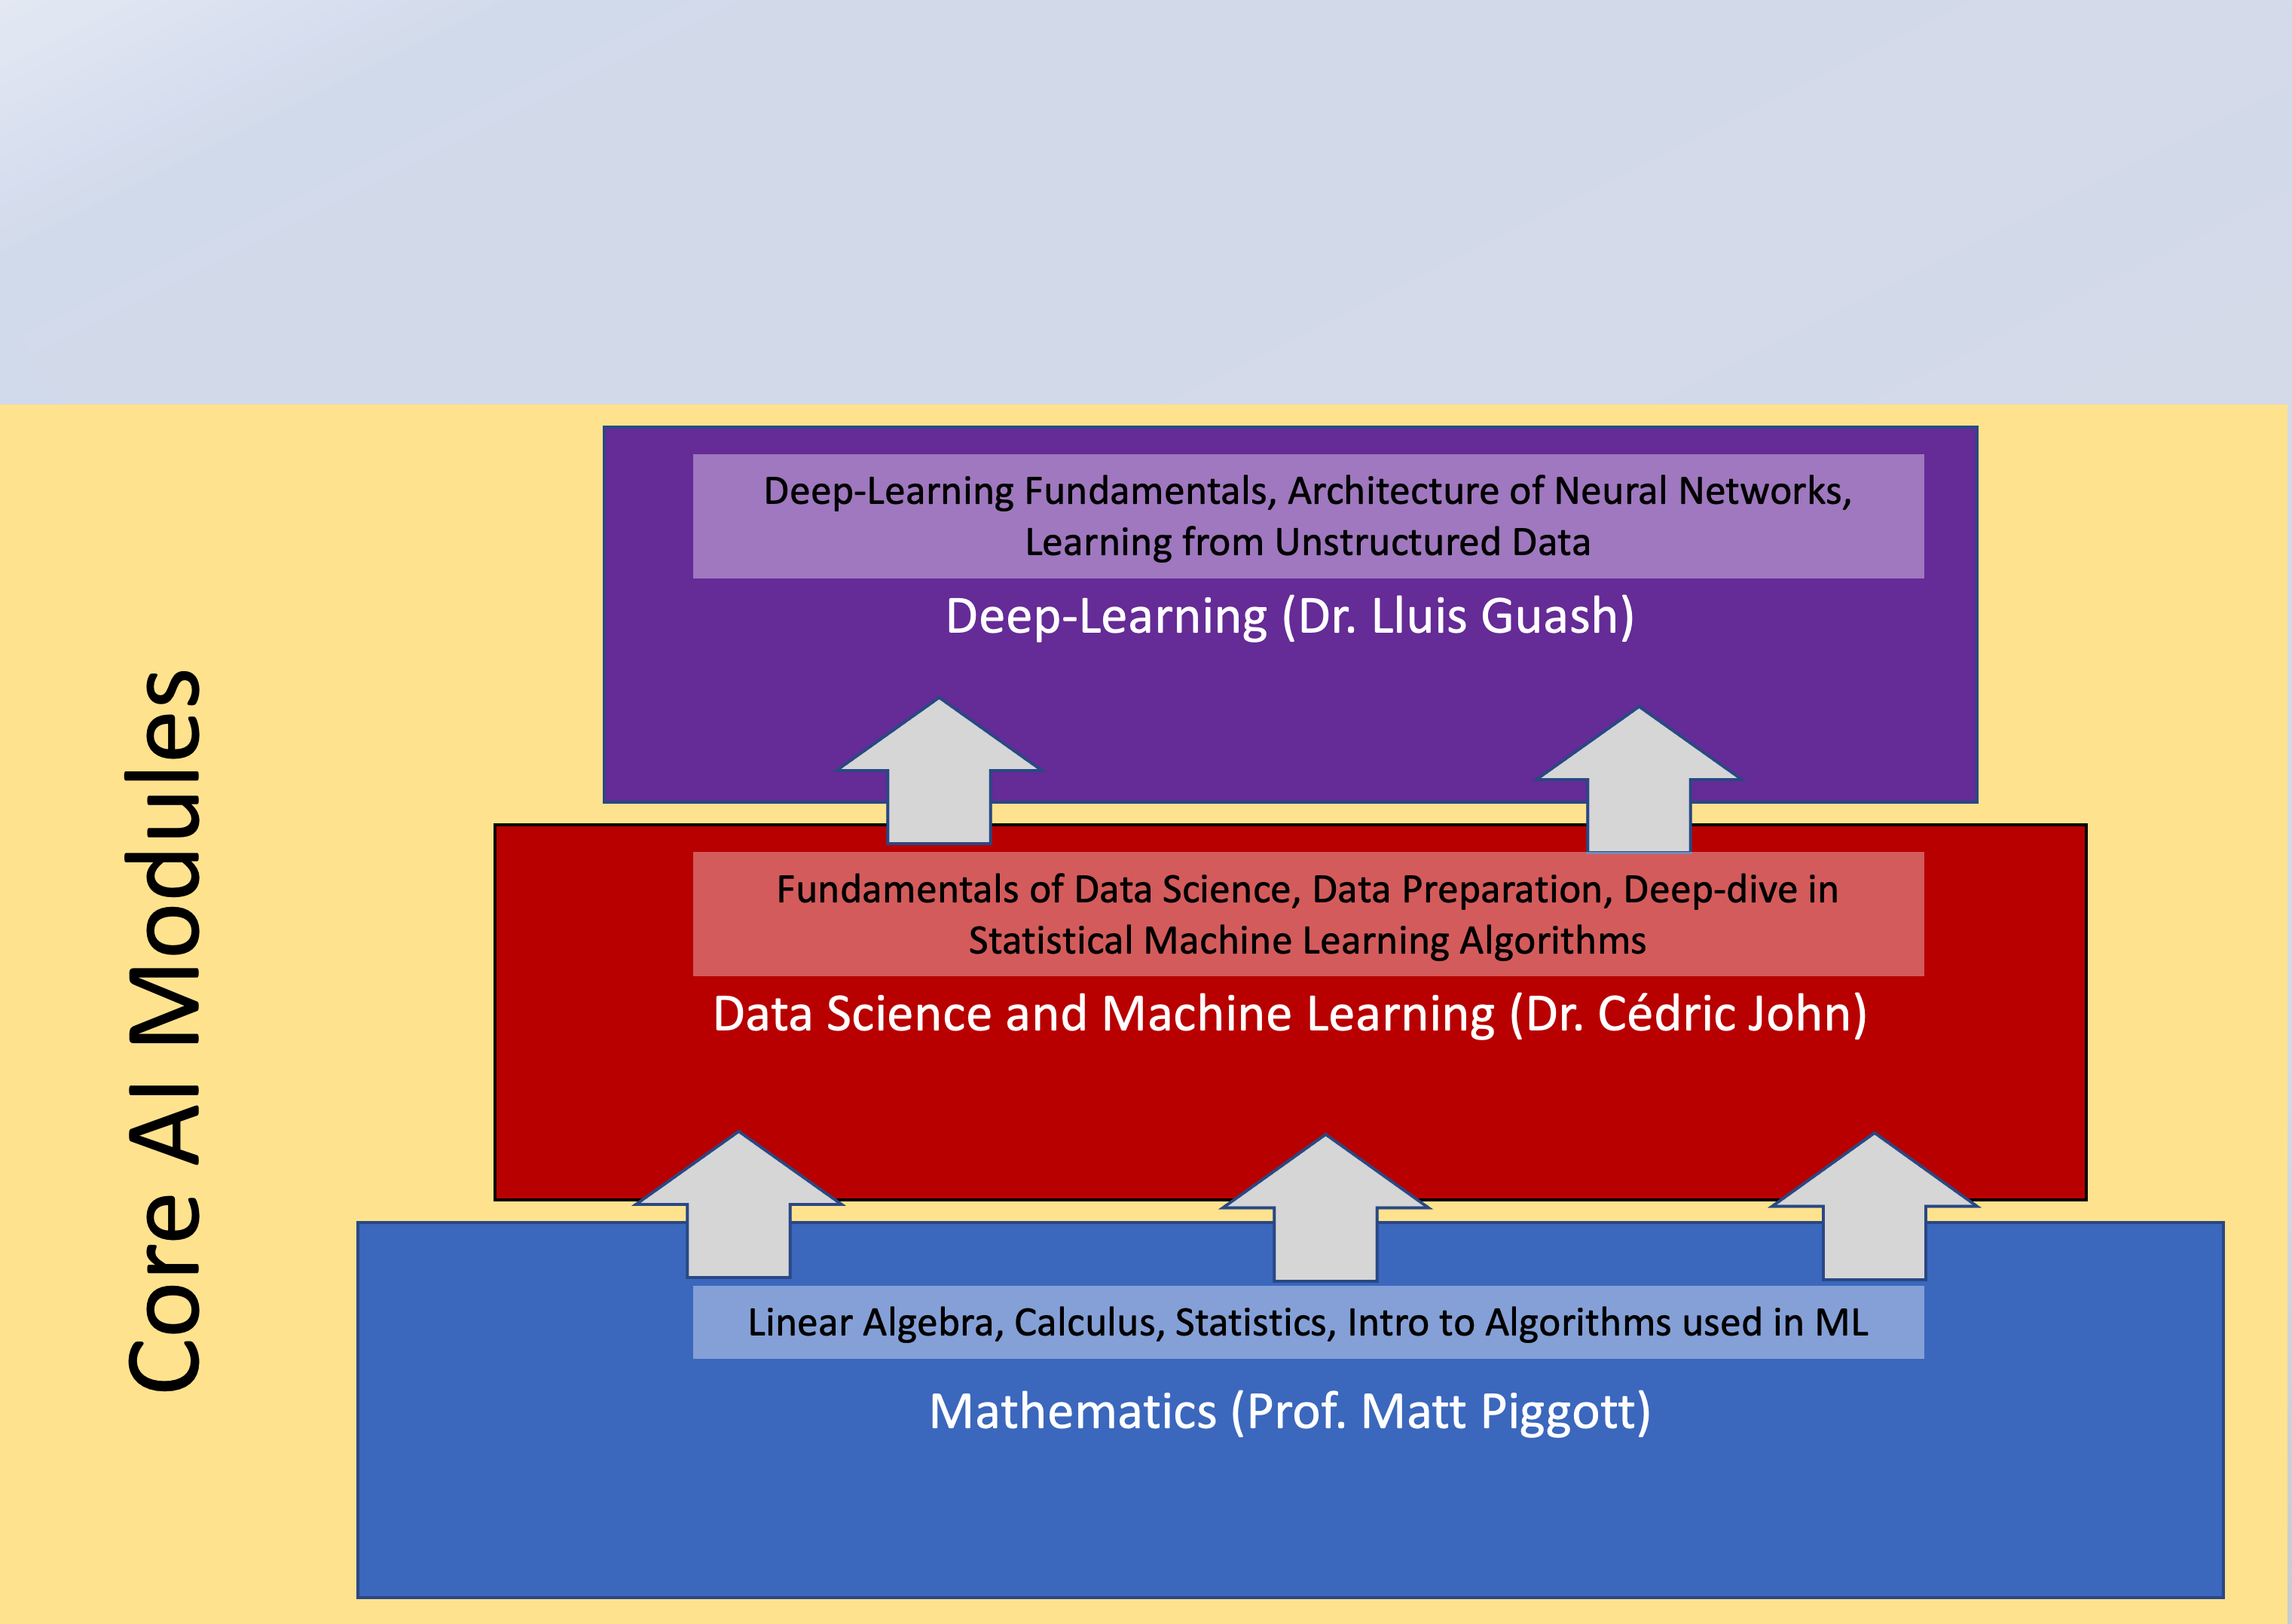 Core AI Modules
Deep-Learning Fundamentals, Architecture of Neural Networks,
Learning from Unstructured Data
Deep-Learning (Dr. Lluis Guash)
Fundamentals of Data Science, Data Preparation, Deep-dive in
Statistical Machine Learning Algorithms
Data Science and Machine Learning (Dr. Cédric John)
Linear Algebra, Calculus, Statistics, Intro to Algorithms used in ML
Mathematics (Prof. Matt Piggott)